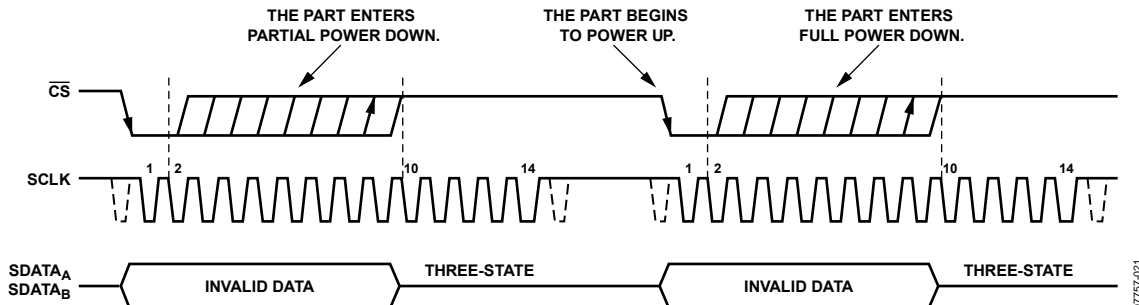 THE PART ENTERS
PARTIAL POWER DOWN.
THE PART BEGINS
TO POWER UP.
THE PART ENTERS
FULL POWER DOWN.
CS
SCLK
1 2 10 14 1 2 10 14
SDATAA
SDATAB
INVALID DATA
THREE-STATE
INVALID DATA
THREE-STATE
07757-021